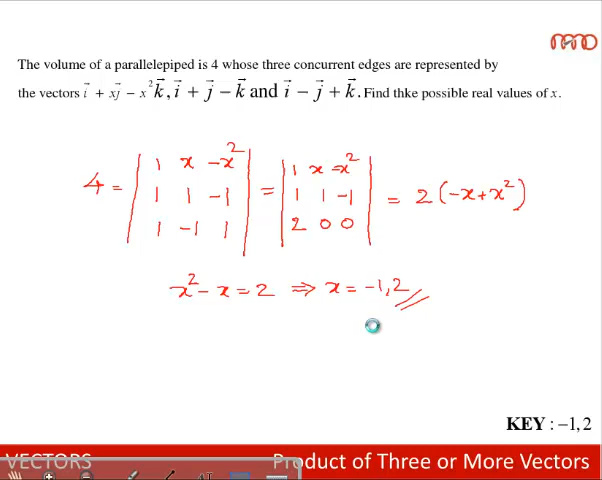 The volume of a parallelepiped is 4 whose three concurrent edges are represented by
the vectors i⃗ + xj⃗ − x²k⃗, i⃗ + j⃗ − k⃗ and i⃗ − j⃗ + k⃗. Find thke possible real values of x.
4 = | 1 x −x² | = | 1 x −x² | = 2(−x+x²)
| 1 1 −1 | | 1 1 −1 |
| 1 −1 1 | | 2 0 0 |
x² − x = 2 ⇒ x = −1, 2 //
KEY : −1, 2
VECTORS Product of Three or More Vectors